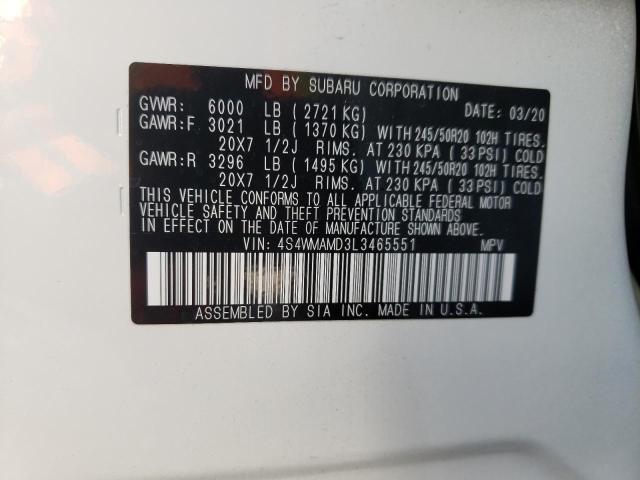 MFD BY SUBARU CORPORATION
GVWR: 6000 LB ( 2721 KG) DATE: 03/20
GAWR:F 3021 LB ( 1370 KG) WITH 245/50R20 102H TIRES.
20X7 1/2J RIMS. AT 230 KPA ( 33 PSI) COLD
GAWR:R 3296 LB ( 1495 KG) WITH 245/50R20 102H TIRES.
20X7 1/2J RIMS. AT 230 KPA ( 33 PSI) COLD
THIS VEHICLE CONFORMS TO ALL APPLICABLE FEDERAL MOTOR
VEHICLE SAFETY AND THEFT PREVENTION STANDARDS
IN EFFECT ON THE DATE OF MANUFACTURE SHOWN ABOVE.
VIN: 4S4WMAMD3L3465551 MPV
ASSEMBLED BY SIA INC. MADE IN U.S.A.